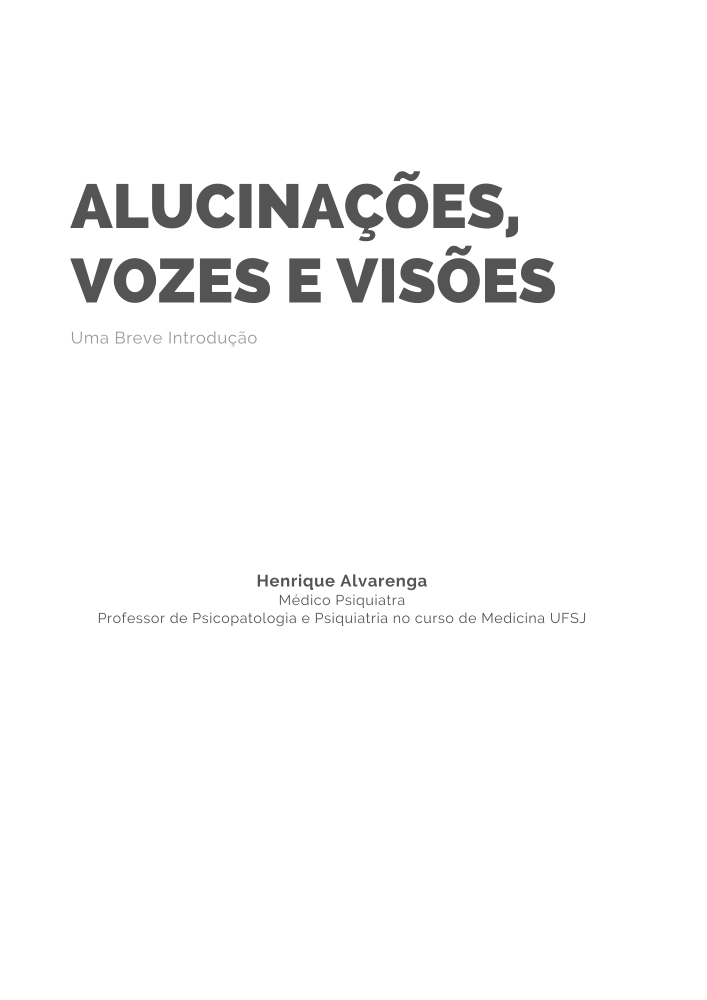 ALUCINAÇÕES,
VOZES E VISÕES
Uma Breve Introdução
Henrique Alvarenga
Médico Psiquiatra
Professor de Psicopatologia e Psiquiatria no curso de Medicina UFSJ